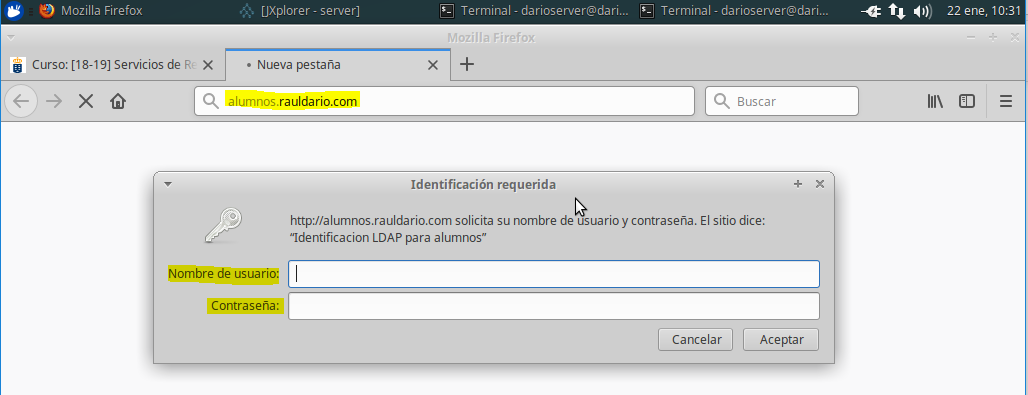 Mozilla Firefox
[JXplorer - server]
Terminal - darioserver@dari...
Terminal - darioserver@dari...
22 ene, 10:31
Mozilla Firefox
Curso: [18-19] Servicios de Re
Nueva pestaña
alumnos.rauldario.com
Buscar
Identificación requerida
http://alumnos.rauldario.com solicita su nombre de usuario y contraseña. El sitio dice:
“Identificacion LDAP para alumnos”
Nombre de usuario:
Contraseña:
Cancelar
Aceptar